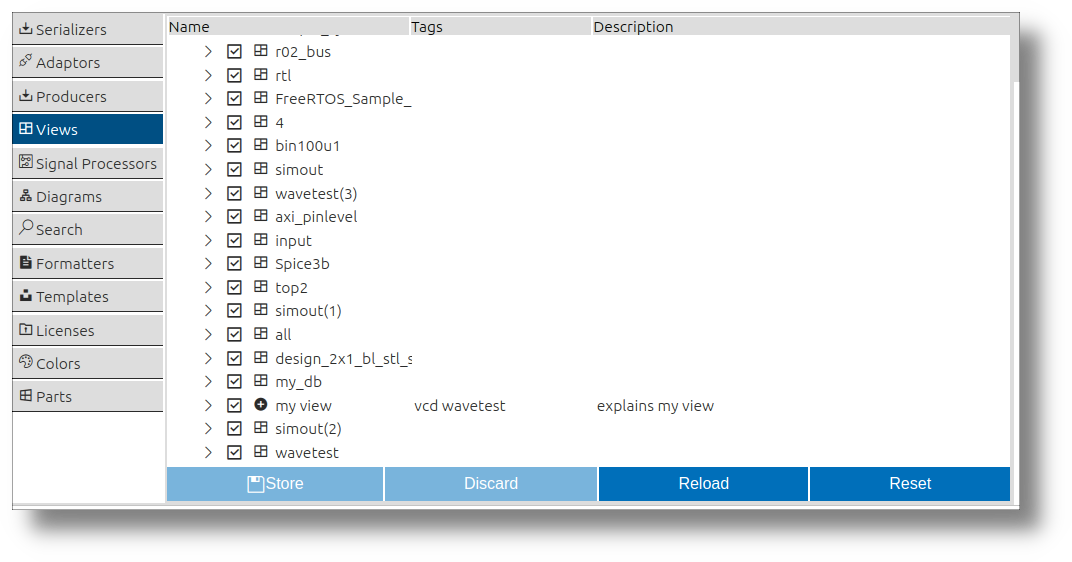 Serializers
Adaptors
Producers
Views
Signal Processors
Diagrams
Search
Formatters
Templates
Licenses
Colors
Parts
Name Tags Description
r02_bus
rtl
FreeRTOS_Sample_
4
bin100u1
simout
wavetest(3)
axi_pinlevel
input
Spice3b
top2
simout(1)
all
design_2x1_bl_stl_s
my_db
my view vcd wavetest explains my view
simout(2)
wavetest
Store Discard Reload Reset